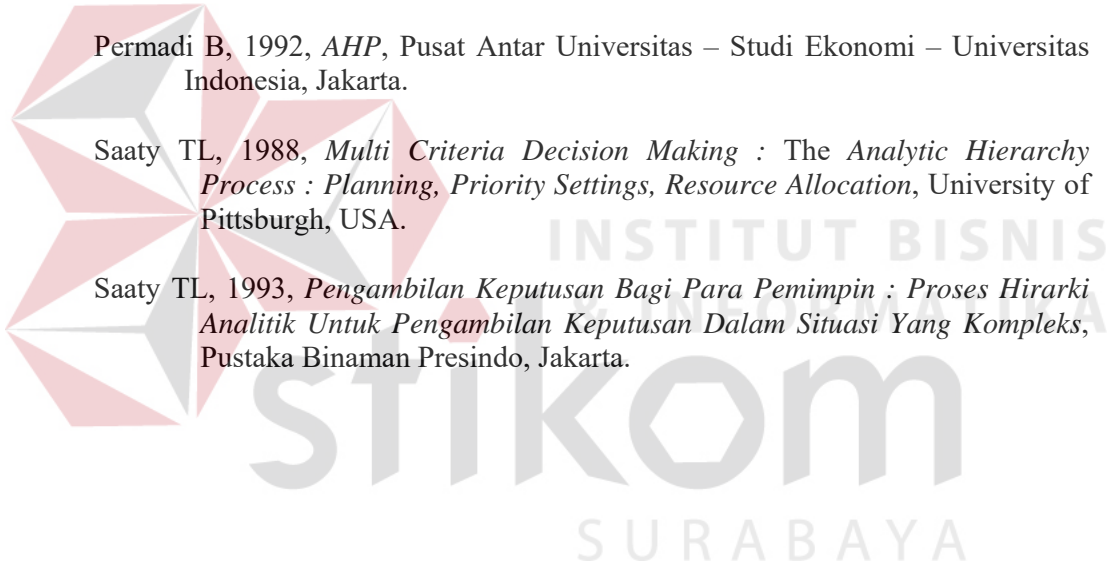 Permadi B, 1992, AHP, Pusat Antar Universitas – Studi Ekonomi – Universitas
Indonesia, Jakarta.
Saaty TL, 1988, Multi Criteria Decision Making : The Analytic Hierarchy
Process : Planning, Priority Settings, Resource Allocation, University of
Pittsburgh, USA.
INSTITUT BISNIS
Saaty TL, 1993, Pengambilan Keputusan Bagi Para Pemimpin : Proses Hirarki
& INFORMATIKA
Analitik Untuk Pengambilan Keputusan Dalam Situasi Yang Kompleks,
Pustaka Binaman Presindo, Jakarta.
stikom
SURABAYA